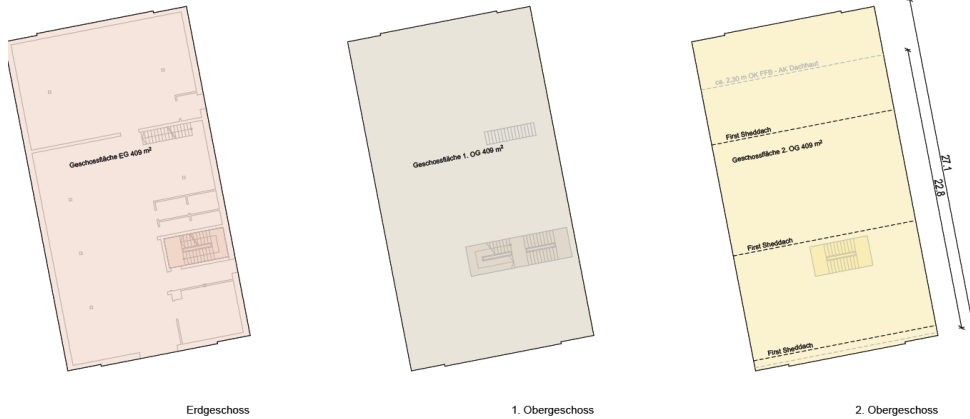 ca. 2.30 m OK FFB - AK Dachhaut
First Sheddach
Geschossfläche EG 409 m²
Geschossfläche 1. OG 409 m²
Geschossfläche 2. OG 409 m²
27.1
22.8
First Sheddach
First Sheddach
Erdgeschoss
1. Obergeschoss
2. Obergeschoss